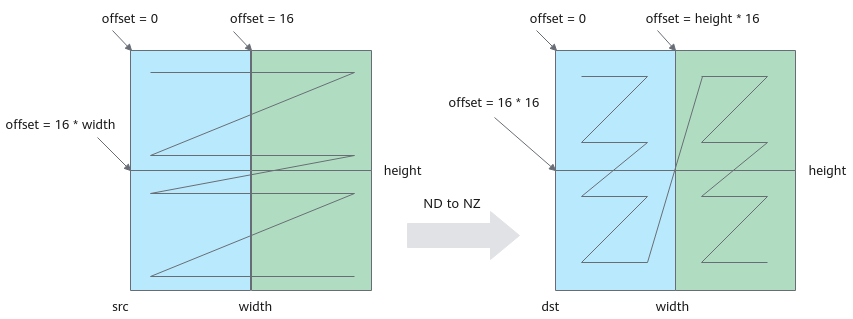 offset = 0
offset = 16
offset = 0
offset = height * 16
offset = 16 * 16
offset = 16 * width
height
height
ND to NZ
src
width
dst
width